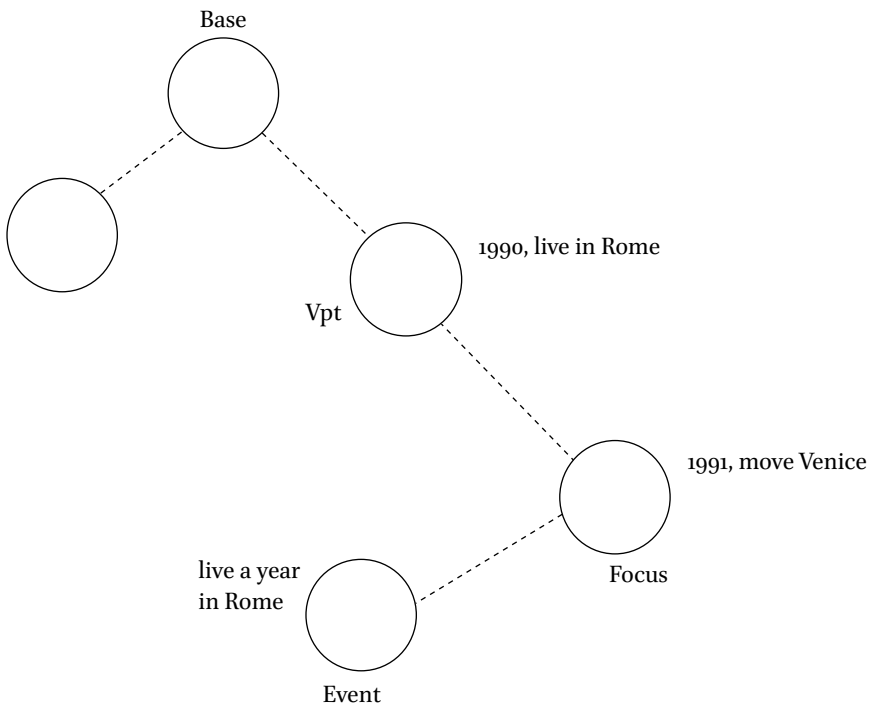 Base
1990, live in Rome
Vpt
1991, move Venice
Focus
live a year
in Rome
Event